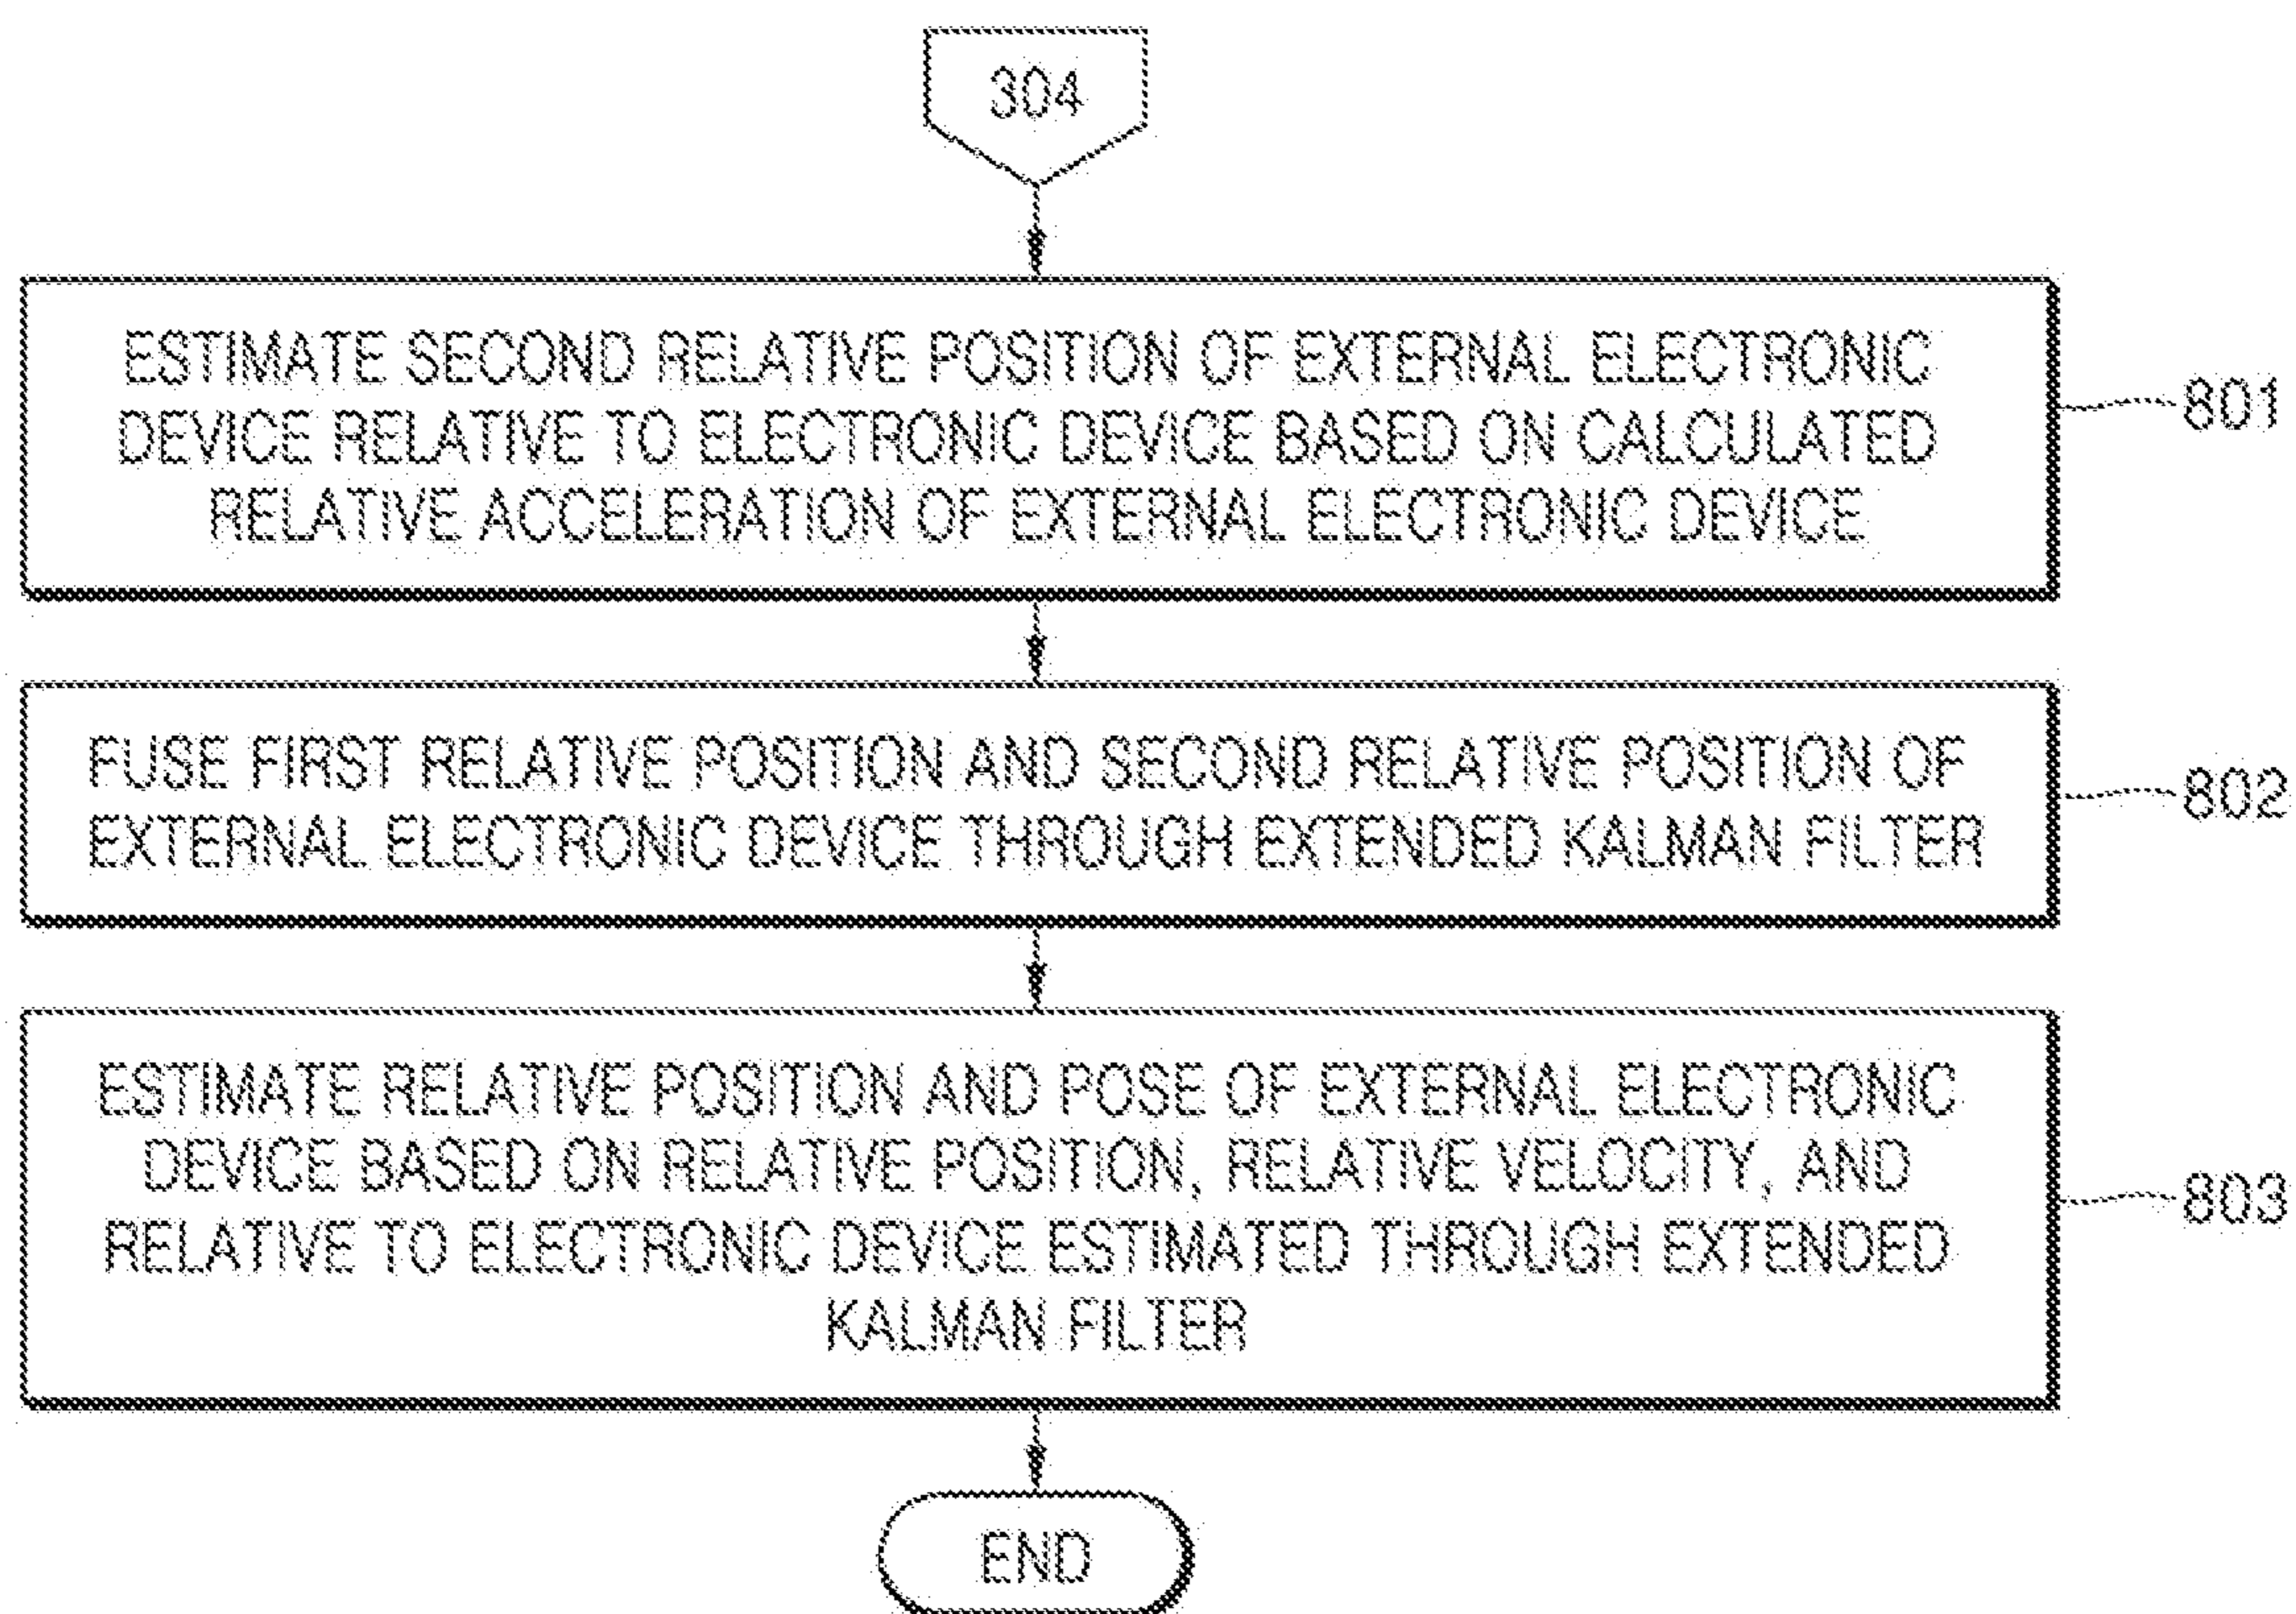 304
ESTIMATE SECOND RELATIVE POSITION OF EXTERNAL ELECTRONIC
DEVICE RELATIVE TO ELECTRONIC DEVICE BASED ON CALCULATED
RELATIVE ACCELERATION OF EXTERNAL ELECTRONIC DEVICE
801
FUSE FIRST RELATIVE POSITION AND SECOND RELATIVE POSITION OF
EXTERNAL ELECTRONIC DEVICE THROUGH EXTENDED KALMAN FILTER
802
ESTIMATE RELATIVE POSITION AND POSE OF EXTERNAL ELECTRONIC
DEVICE BASED ON RELATIVE POSITION, RELATIVE VELOCITY, AND
RELATIVE TO ELECTRONIC DEVICE ESTIMATED THROUGH EXTENDED
KALMAN FILTER
803
END